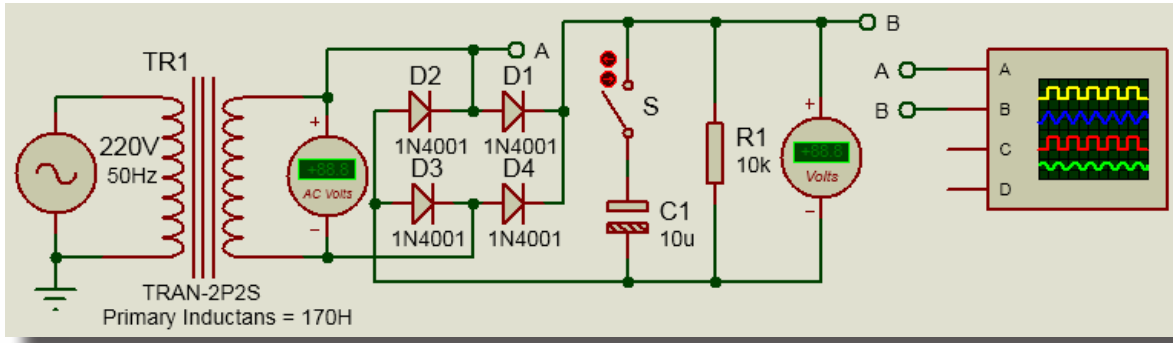 TR1
220V
50Hz
TRAN-2P2S
Primary Inductans = 170H
+88.8
AC Volts
A
D2
D1
1N4001
1N4001
D3
D4
1N4001
1N4001
S
C1
10u
R1
10k
+88.8
Volts
B
A
B
A
B
C
D